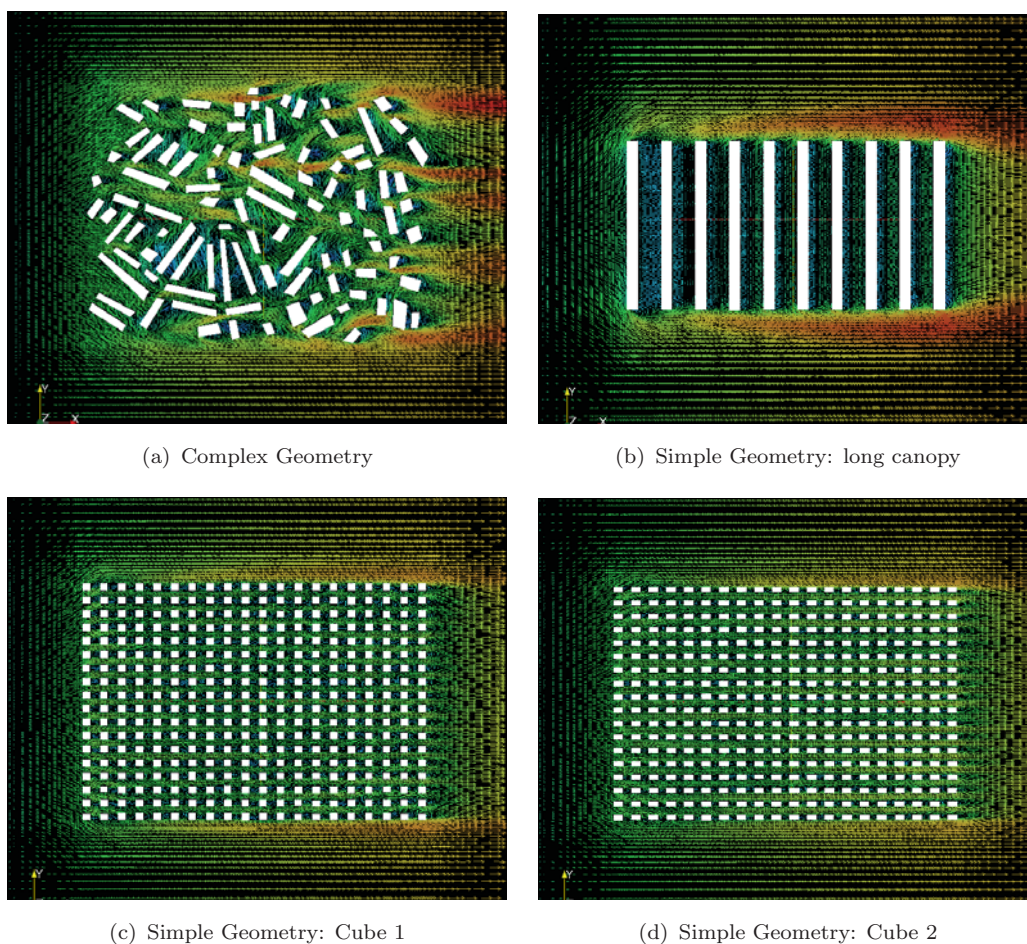 Y
Z X
Y
Z Y
(a) Complex Geometry
(b) Simple Geometry: long canopy
Y
Y
(c) Simple Geometry: Cube 1
(d) Simple Geometry: Cube 2